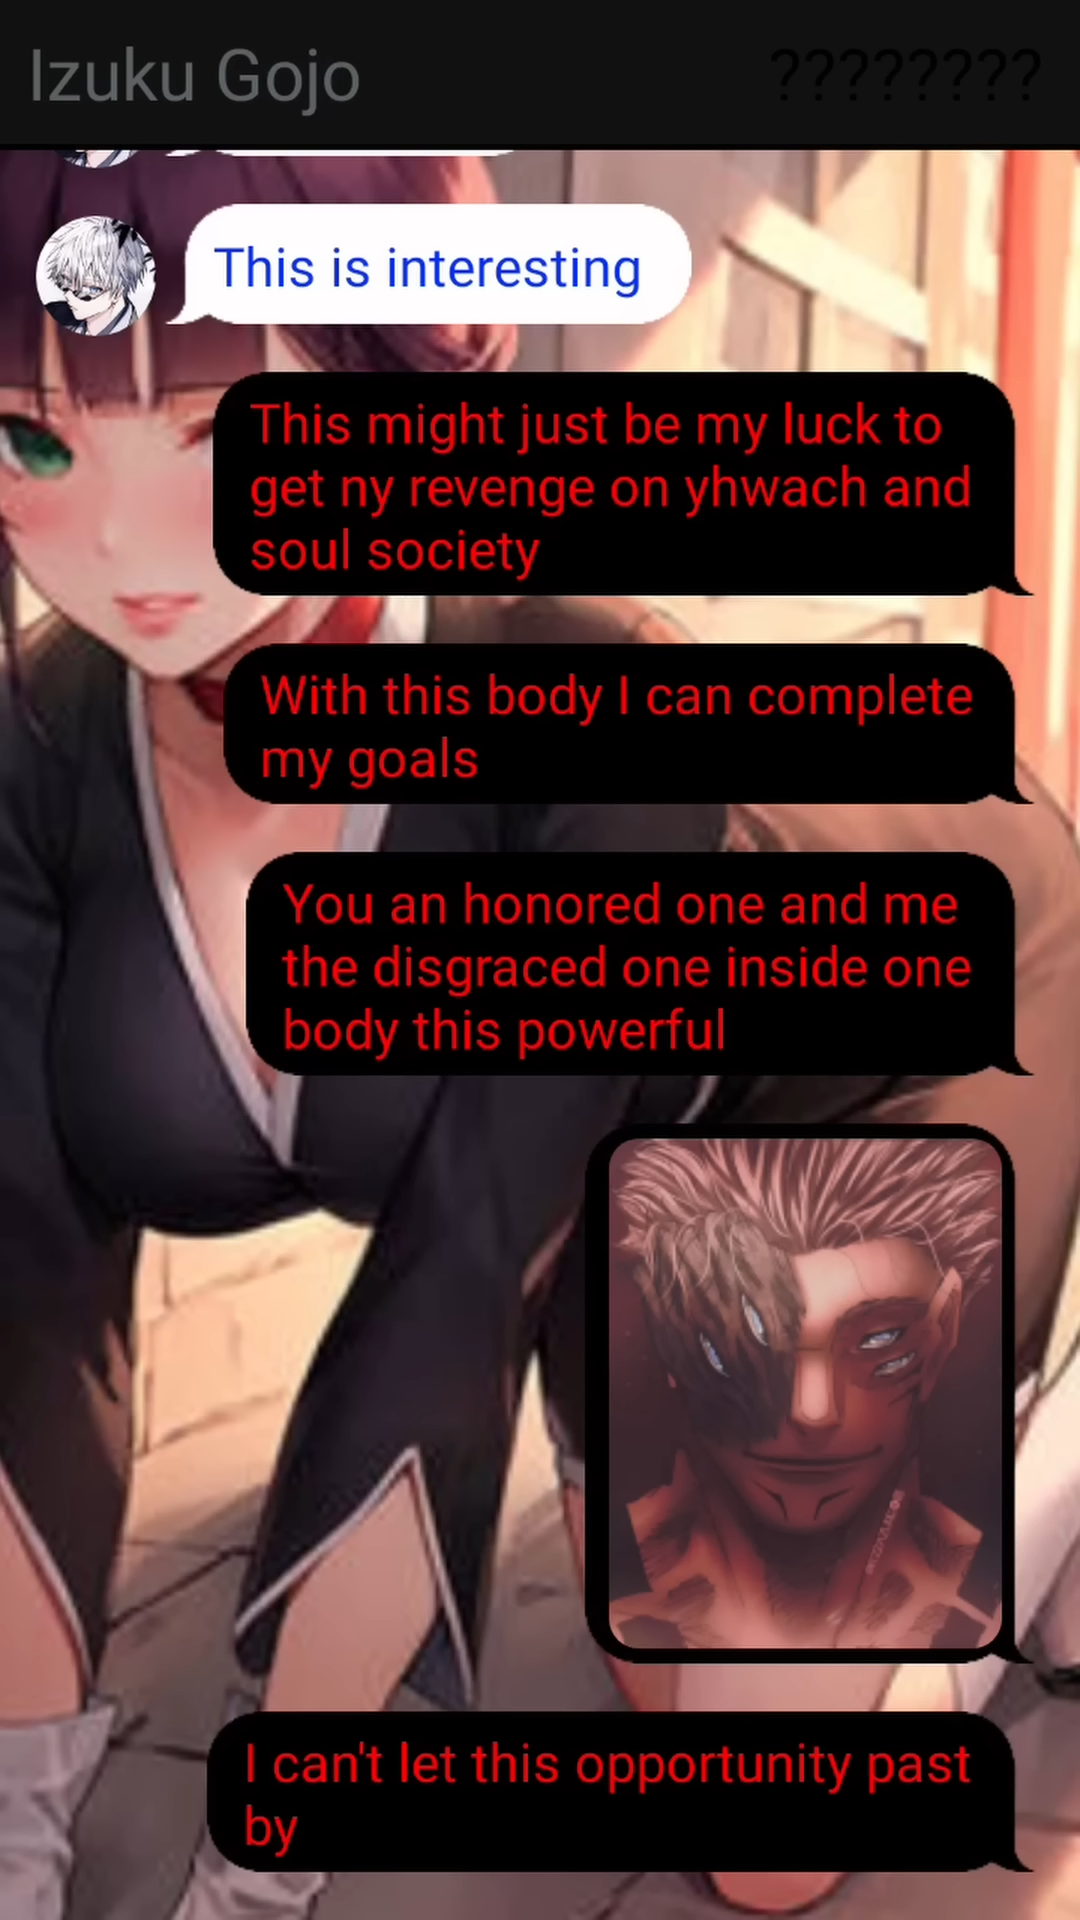 Izuku Gojo
????????
This is interesting
This might just be my luck to
get ny revenge on yhwach and
soul society
With this body I can complete
my goals
You an honored one and me
the disgraced one inside one
body this powerful
I can't let this opportunity past
by